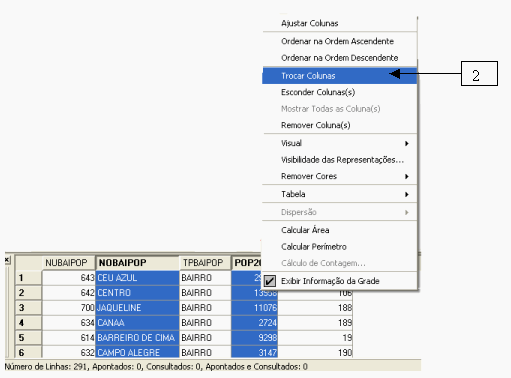 Ajustar Colunas
Ordenar na Ordem Ascendente
Ordenar na Ordem Descendente
Trocar Colunas
2
Esconder Colunas(s)
Mostrar Todas as Coluna(s)
Remover Coluna(s)
Visual
Visibilidade das Representações...
Remover Cores
Tabela
Dispersão
Calcular Área
Calcular Perímetro
Cálculo de Contagem...
Exibir Informação da Grade
NUBAIPOP NOBAIPOP TPBAIPOP
1 643 CEU AZUL BAIRRO
2 642 CENTRO BAIRRO 13958 106
3 700 JAQUELINE BAIRRO 11076 188
4 634 CANAA BAIRRO 2724 189
5 614 BARREIRO DE CIMA BAIRRO 9298 19
6 632 CAMPO ALEGRE BAIRRO 3147 190
Número de Linhas: 291, Apontados: 0, Consultados: 0, Apontados e Consultados: 0